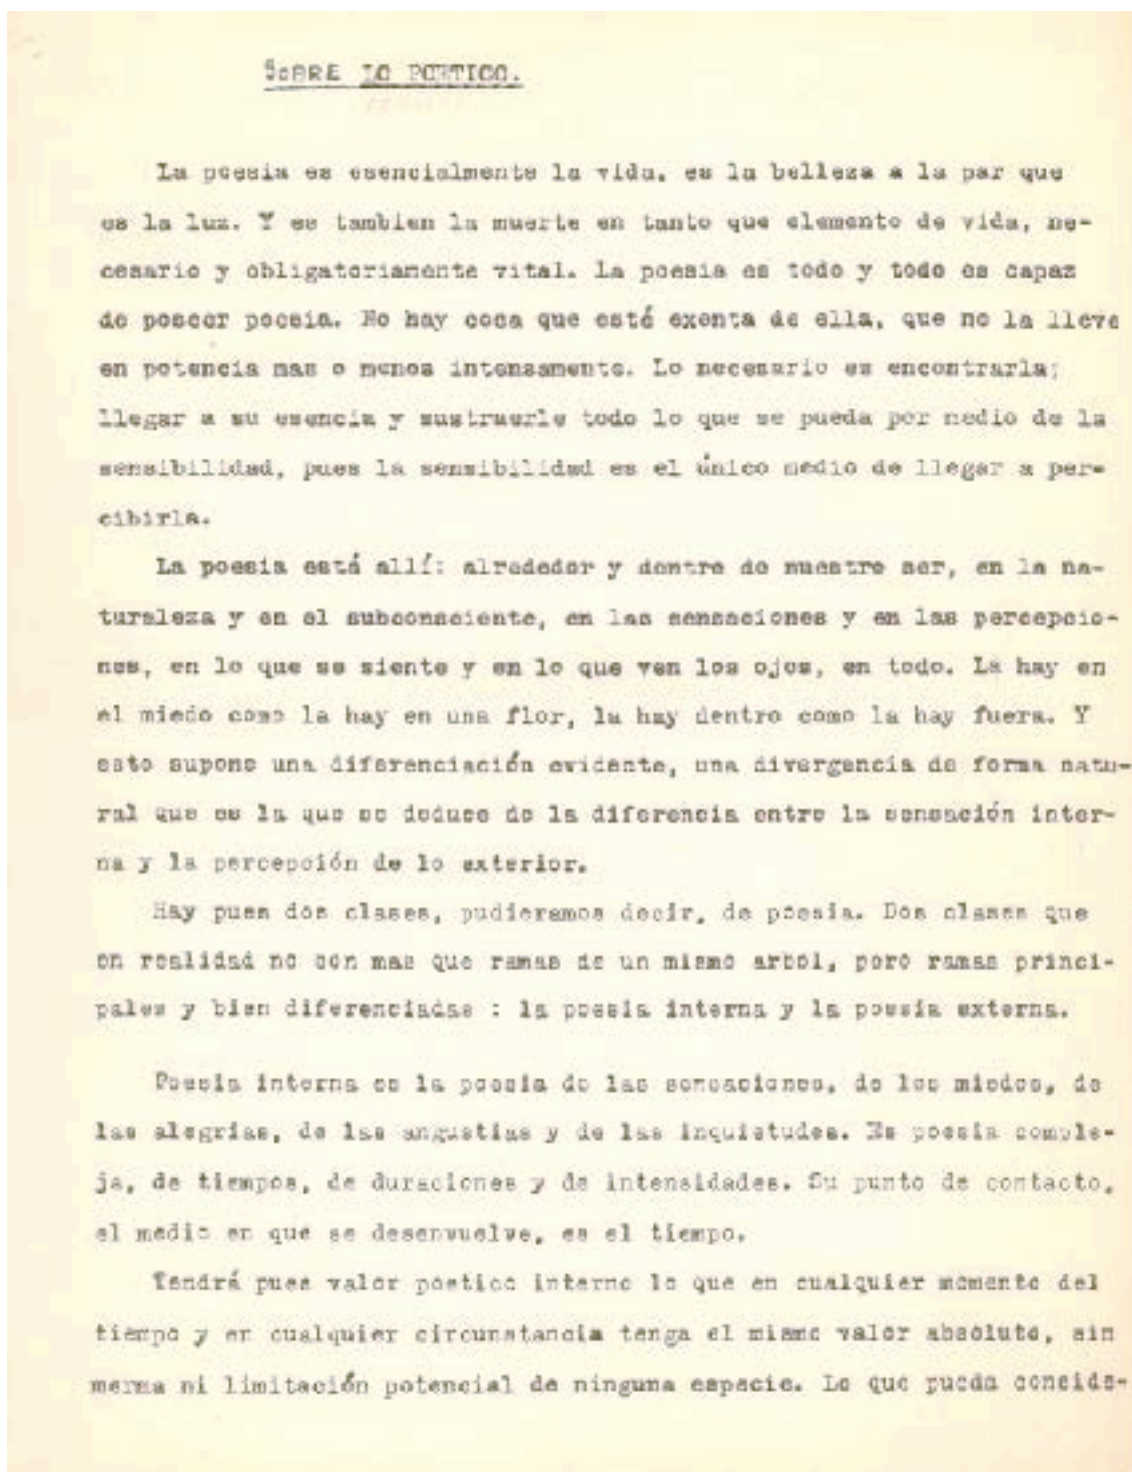 SOBRE LO POETICO.
La poesia es esencialmente la vida, es la belleza a la par que
es la luz. Y es tambien la muerte en tanto que elemento de vida, ne-
cesario y obligatoriamente vital. La poesia es todo y todo es capaz
de poseer poesia. No hay cosa que esté exenta de ella, que no la lleve
en potencia mas o menos intensamente. Lo necesario es encontrarla;
llegar a su esencia y sustraerle todo lo que se pueda por medio de la
sensibilidad, pues la sensibilidad es el único medio de llegar a per-
cibirla.
La poesia está allí: alrededor y dentro de nuestro ser, en la na-
turaleza y en el subconsciente, en las sensaciones y en las percepcio-
nes, en lo que se siente y en lo que ven los ojos, en todo. La hay en
el miedo como la hay en una flor, la hay dentro como la hay fuera. Y
esto supone una diferenciación evidente, una divergencia de forma natu-
ral que es la que se deduce de la diferencia entre la sensación inter-
na y la percepción de lo exterior.
Hay pues dos clases, pudieramos decir, de poesia. Dos clases que
en realidad no son mas que ramas de un mismo arbol, pero ramas princi-
pales y bien diferenciadas : la poesia interna y la poesia externa.
Poesia interna es la poesia de las sensaciones, de los miedos, de
las alegrias, de las angustias y de las inquietudes. Es poesia comple-
ja, de tiempos, de duraciones y de intensidades. Su punto de contacto,
el medio en que se desenvuelve, es el tiempo.
Tendrá pues valor poetico interno lo que en cualquier momento del
tiempo y en cualquier circunstancia tenga el mismo valor absoluto, sin
merma ni limitación potencial de ninguna especie. Lo que pueda conside-